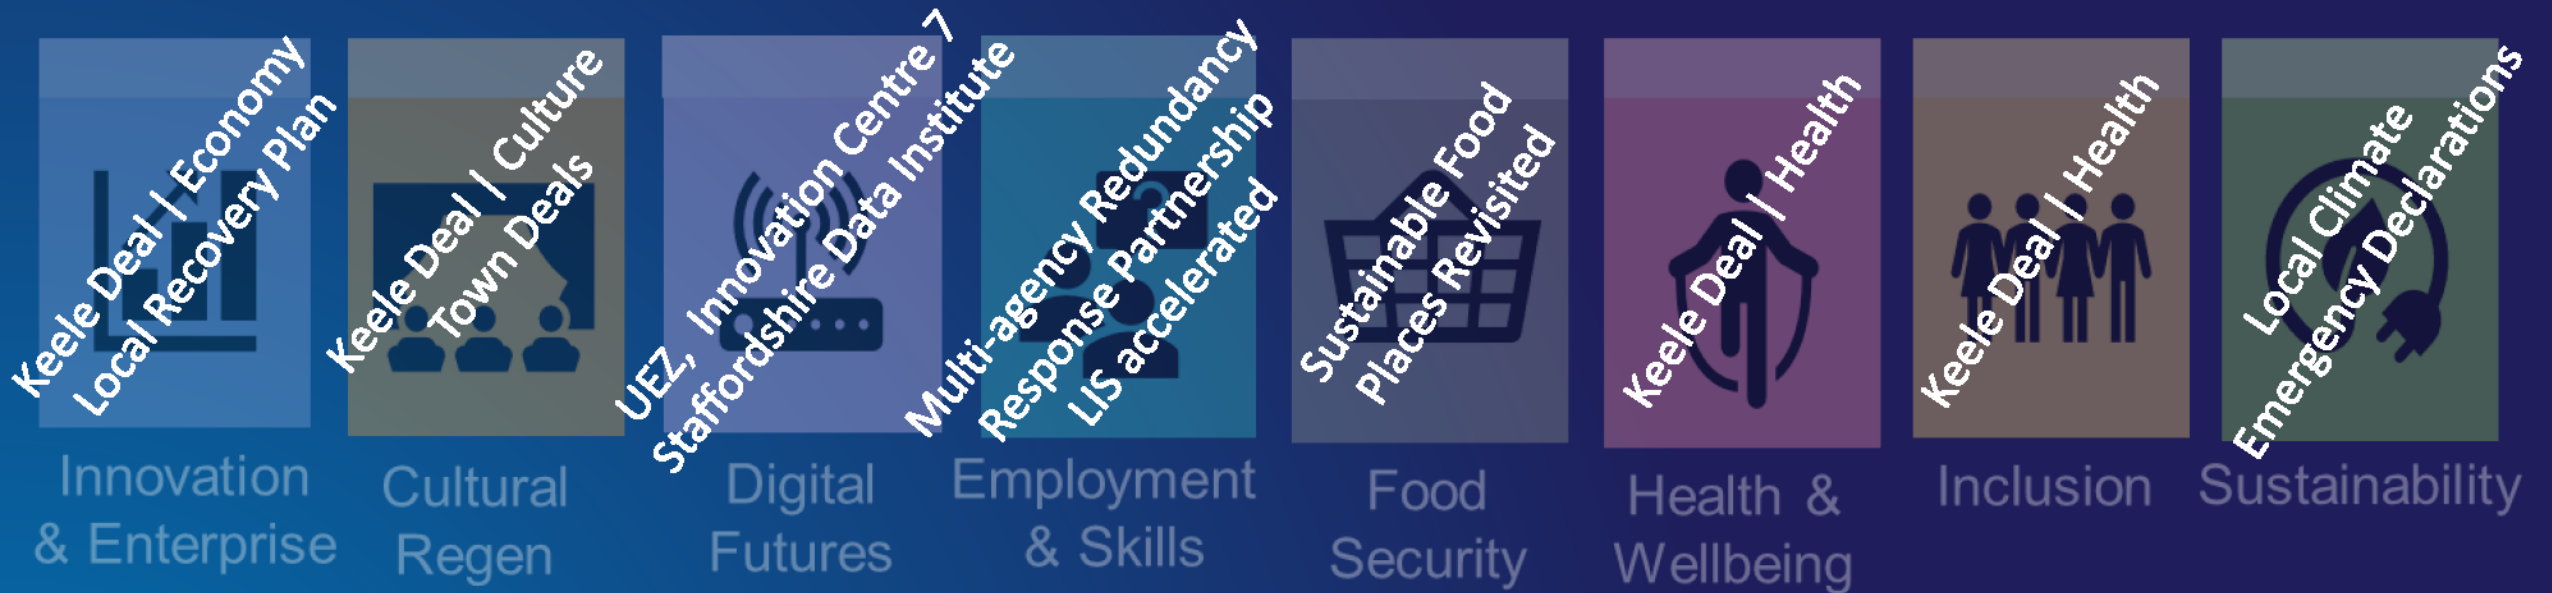 Keele Deal | Economy
Local Recovery Plan
Innovation
& Enterprise
Keele Deal | Culture
Town Deals
Cultural
Regen
UEZ, Innovation Centre 7
Staffordshire Data Institute
Digital
Futures
Multi-agency Redundancy
Response Partnership
LIS accelerated
?
Employment
& Skills
Sustainable Food
Places Revisited
Food
Security
Keele Deal | Health
Health &
Wellbeing
Keele Deal | Health
Inclusion
Local Climate
Emergency Declarations
Sustainability